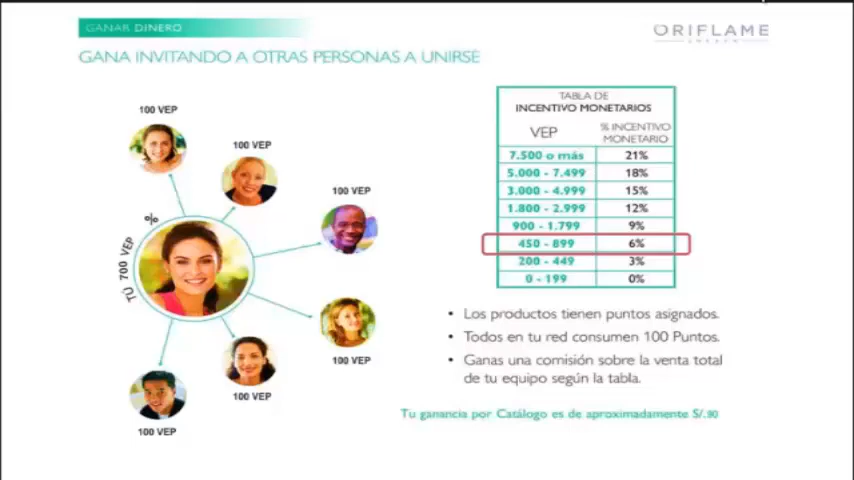 GANAR DINERO
ORIFLAME
SWEDEN
GANA INVITANDO A OTRAS PERSONAS A UNIRSE
100 VEP
100 VEP
100 VEP
%
TÚ 700 VEP
100 VEP
100 VEP
100 VEP
TABLA DE
INCENTIVO MONETARIOS
VEP % INCENTIVO MONETARIO
7.500 o más 21%
5.000 - 7.499 18%
3.000 - 4.999 15%
1.800 - 2.999 12%
900 - 1.799 9%
450 - 899 6%
200 - 449 3%
0 - 199 0%
• Los productos tienen puntos asignados.
• Todos en tu red consumen 100 Puntos.
• Ganas una comisión sobre la venta total
de tu equipo según la tabla.
Tu ganancia por Catálogo es de aproximadamente S/.90